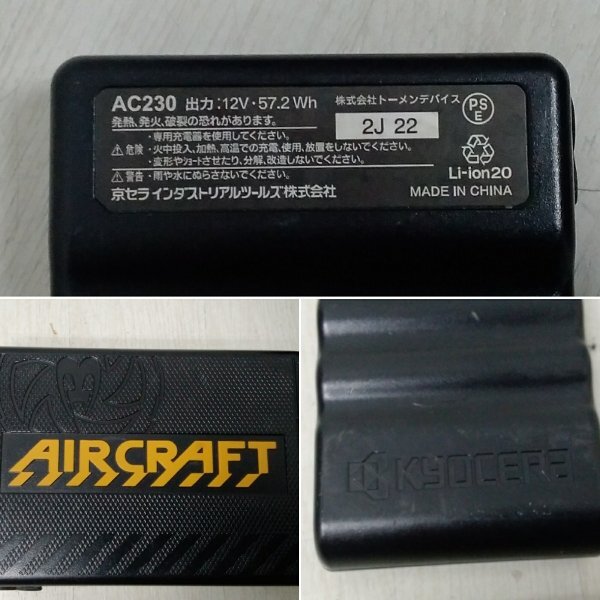 AC230 出力:12V・57.2Wh 株式会社トーメンデバイス
発熱、発火、破裂の恐れがあります。
PS
E
2J 22
・専用充電器を使用してください。
⚠危険 ・火中投入、加熱、高温での充電、使用、放置をしないでください。
・変形やショートさせたり、分解、改造しないでください。
⚠警告 ・雨や水にぬらさないでください。
Li-ion20
京セラインダストリアルツールズ株式会社
MADE IN CHINA
AIRCRAFT
KYOCERA